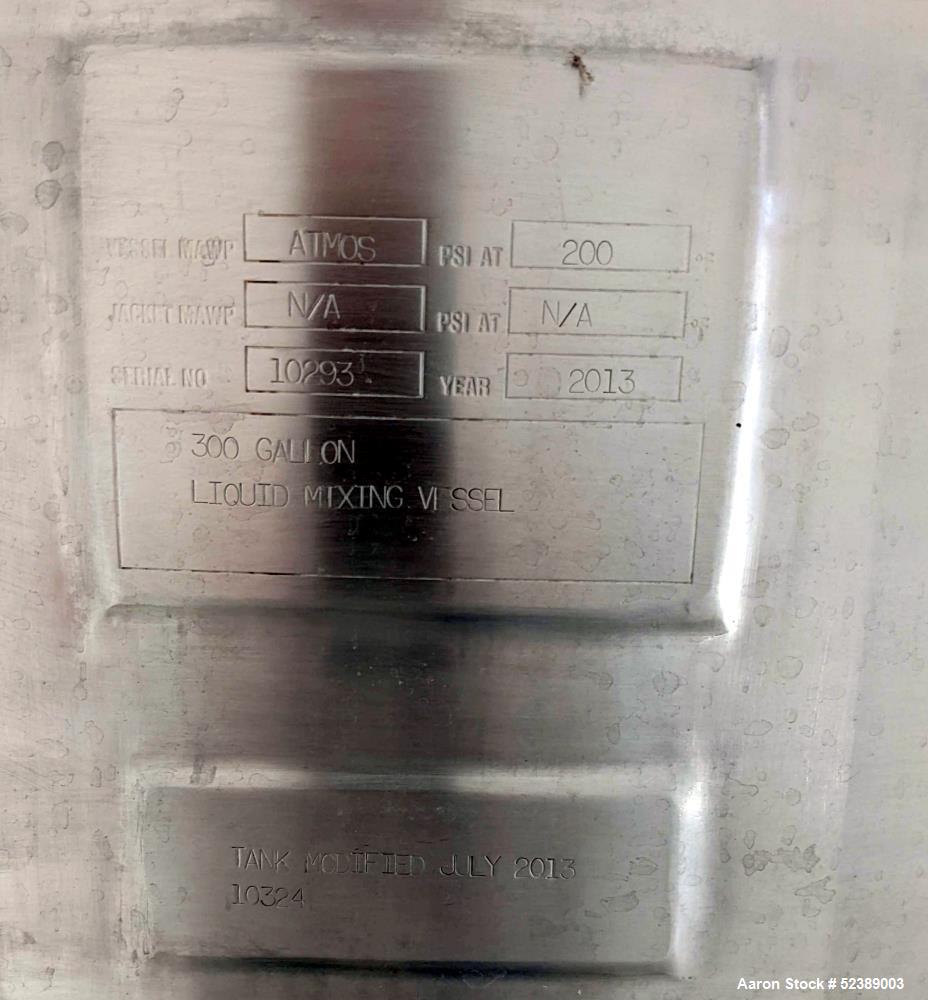 VESSEL MAWP ATMOS PSI AT 200 °F
JACKET MAWP N/A PSI AT N/A °F
SERIAL NO 10293 YEAR 2013
300 GALLON
LIQUID MIXING VESSEL
TANK MODIFIED JULY 2013
10324
Aaron Stock # 52389003